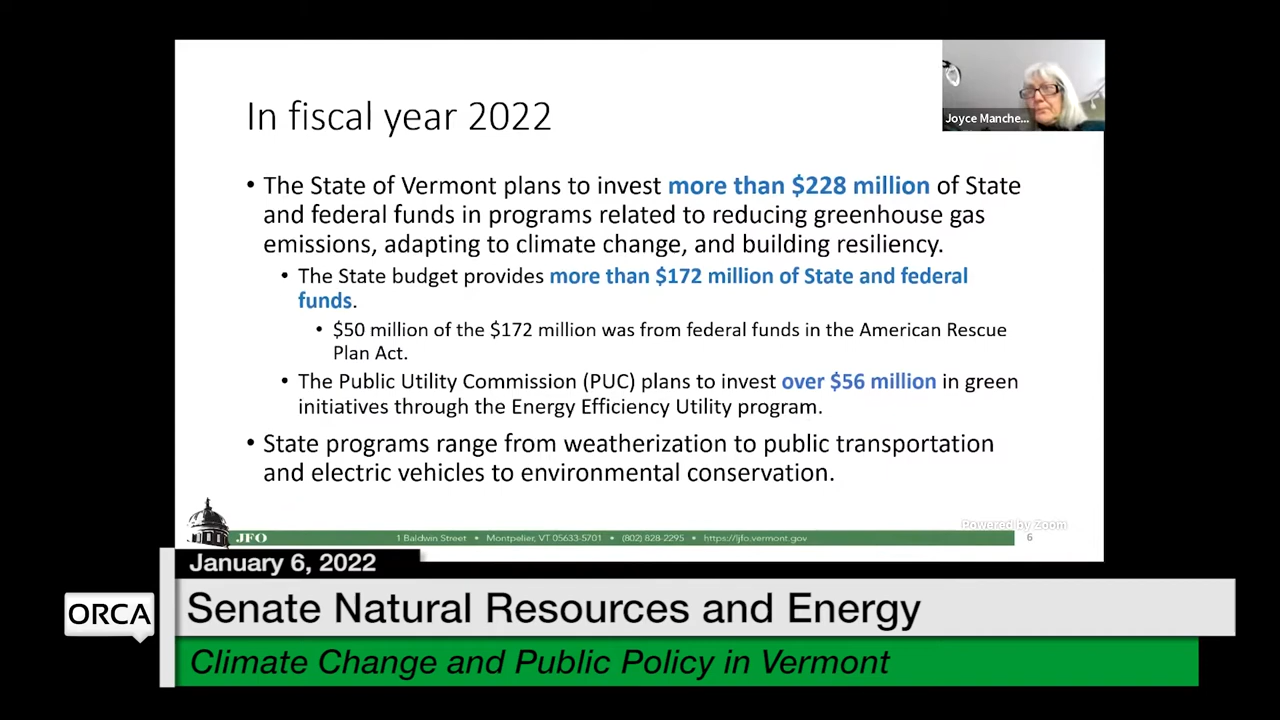 In fiscal year 2022
Joyce Manche...
• The State of Vermont plans to invest more than $228 million of State
and federal funds in programs related to reducing greenhouse gas
emissions, adapting to climate change, and building resiliency.
• The State budget provides more than $172 million of State and federal
funds.
• $50 million of the $172 million was from federal funds in the American Rescue
Plan Act.
• The Public Utility Commission (PUC) plans to invest over $56 million in green
initiatives through the Energy Efficiency Utility program.
• State programs range from weatherization to public transportation
and electric vehicles to environmental conservation.
Powered by Zoom
JFO 1 Baldwin Street • Montpelier, VT 05633-5701 • (802) 828-2295 • https://ljfo.vermont.gov 6
January 6, 2022
ORCA
Senate Natural Resources and Energy
Climate Change and Public Policy in Vermont